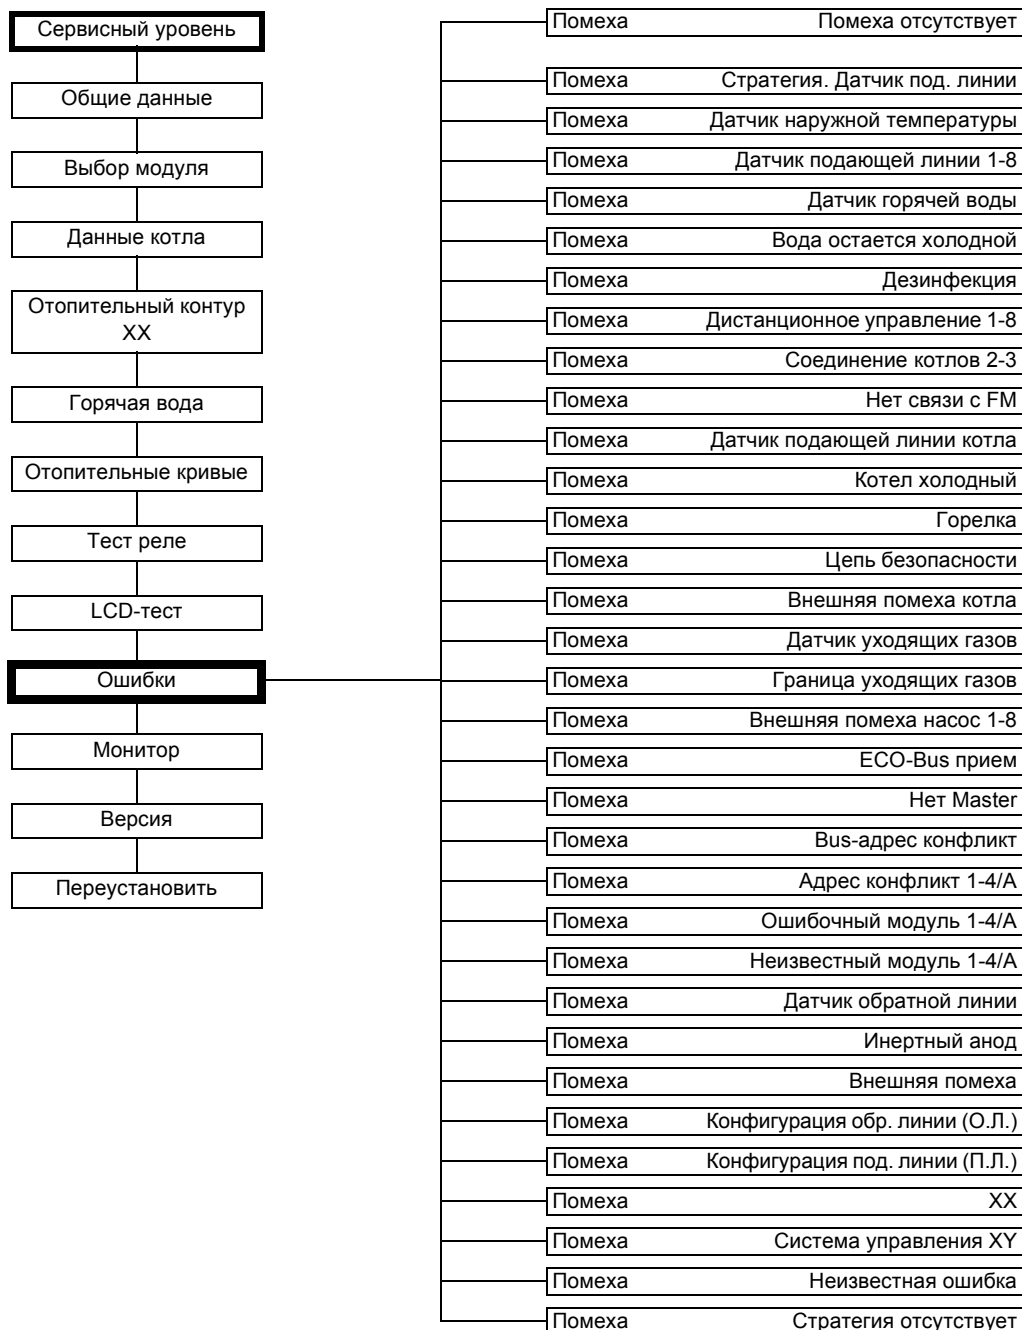 Сервисный уровень
Общие данные
Выбор модуля
Данные котла
Отопительный контур
XX
Горячая вода
Отопительные кривые
Тест реле
LCD-тест
Ошибки
Монитор
Версия
Переустановить
Помеха Помеха отсутствует
Помеха Стратегия. Датчик под. линии
Помеха Датчик наружной температуры
Помеха Датчик подающей линии 1-8
Помеха Датчик горячей воды
Помеха Вода остается холодной
Помеха Дезинфекция
Помеха Дистанционное управление 1-8
Помеха Соединение котлов 2-3
Помеха Нет связи с FM
Помеха Датчик подающей линии котла
Помеха Котел холодный
Помеха Горелка
Помеха Цепь безопасности
Помеха Внешняя помеха котла
Помеха Датчик уходящих газов
Помеха Граница уходящих газов
Помеха Внешняя помеха насос 1-8
Помеха ECO-Bus прием
Помеха Нет Master
Помеха Bus-адрес конфликт
Помеха Адрес конфликт 1-4/A
Помеха Ошибочный модуль 1-4/A
Помеха Неизвестный модуль 1-4/A
Помеха Датчик обратной линии
Помеха Инертный анод
Помеха Внешняя помеха
Помеха Конфигурация обр. линии (О.Л.)
Помеха Конфигурация под. линии (П.Л.)
Помеха XX
Помеха Система управления XY
Помеха Неизвестная ошибка
Помеха Стратегия отсутствует